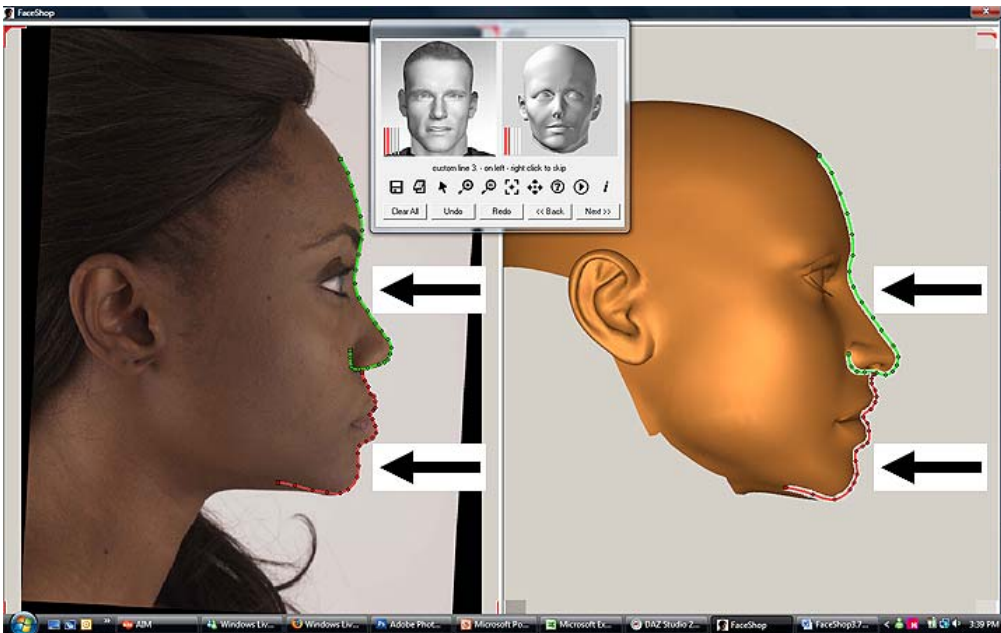 FaceShop
custom line 3. - on left - right click to skip
Clear All
Undo
Redo
<< Back
Next >>
AIM
Windows Liv...
Windows Liv...
Adobe Phot...
Microsoft Po...
Microsoft Ex...
DAZ Studio 2...
FaceShop
FaceShop3.7...
3:39 PM